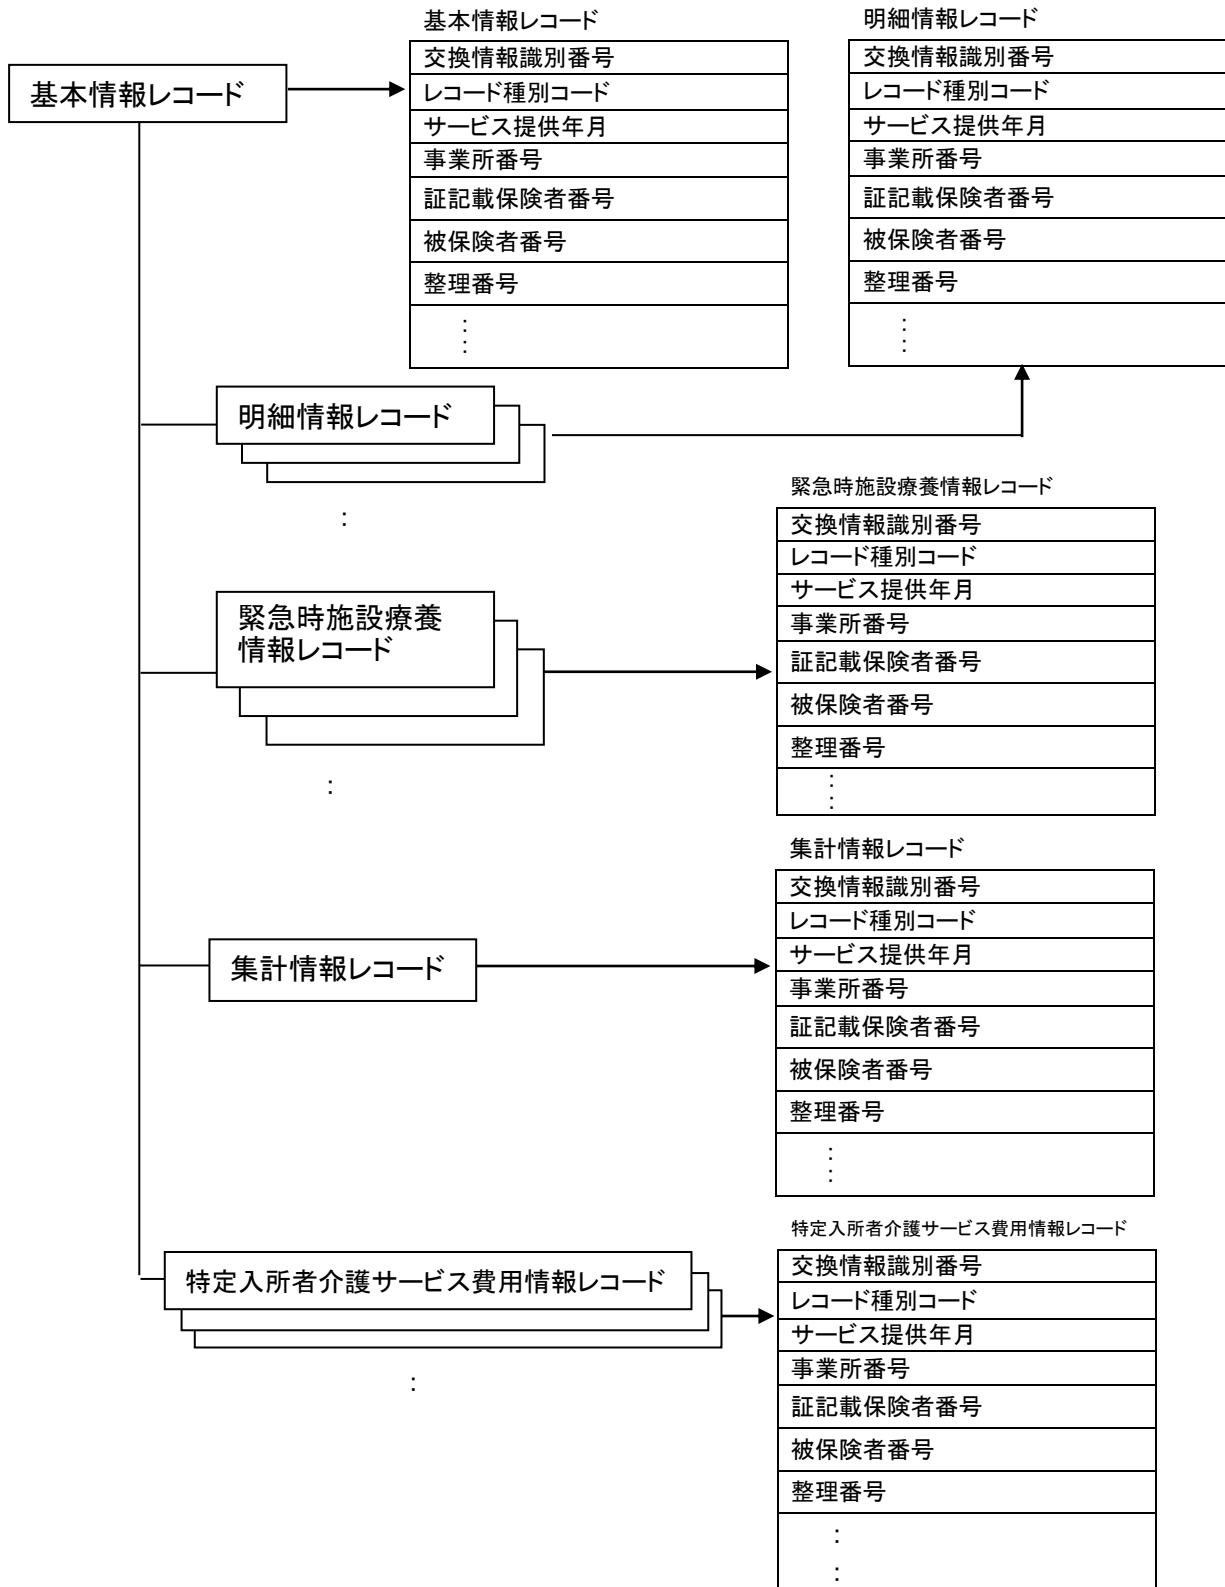 基本情報レコード
基本情報レコード
交換情報識別番号
レコード種別コード
サービス提供年月
事業所番号
証記載保険者番号
被保険者番号
整理番号
:
:
明細情報レコード
交換情報識別番号
レコード種別コード
サービス提供年月
事業所番号
証記載保険者番号
被保険者番号
整理番号
:
:
明細情報レコード
:
緊急時施設療養
情報レコード
:
緊急時施設療養情報レコード
交換情報識別番号
レコード種別コード
サービス提供年月
事業所番号
証記載保険者番号
被保険者番号
整理番号
:
:
集計情報レコード
集計情報レコード
交換情報識別番号
レコード種別コード
サービス提供年月
事業所番号
証記載保険者番号
被保険者番号
整理番号
:
:
特定入所者介護サービス費用情報レコード
:
特定入所者介護サービス費用情報レコード
交換情報識別番号
レコード種別コード
サービス提供年月
事業所番号
証記載保険者番号
被保険者番号
整理番号
:
: